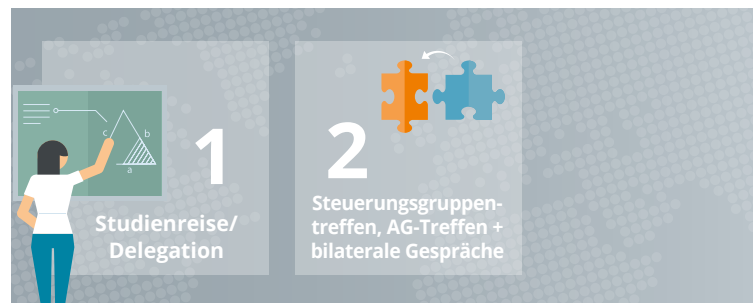 1
Studienreise/
Delegation
c
b
a
2
Steuerungsgruppen-
treffen, AG-Treffen +
bilaterale Gespräche